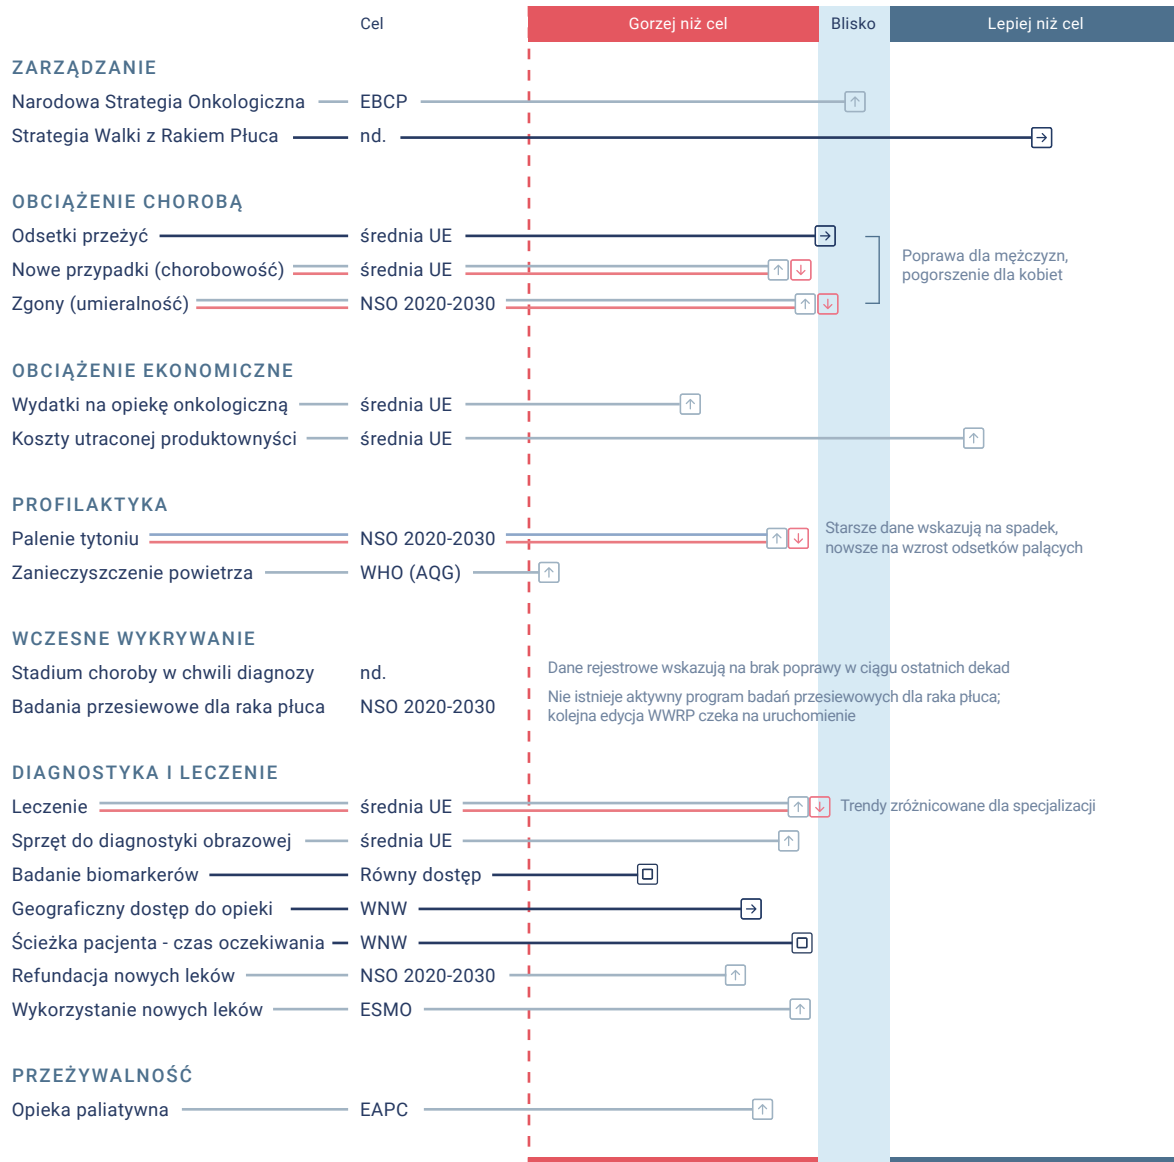 Cel Gorzej niż cel Blisko Lepiej niż cel
ZARZĄDZANIE
Narodowa Strategia Onkologiczna EBCP
Strategia Walki z Rakiem Płuca nd.
OBCIĄŻENIE CHOROBĄ
Odsetki przeżyć średnia UE
Nowe przypadki (chorobowość) średnia UE
Zgony (umieralność) NSO 2020-2030
Poprawa dla mężczyzn,
pogorszenie dla kobiet
OBCIĄŻENIE EKONOMICZNE
Wydatki na opiekę onkologiczną średnia UE
Koszty utraconej produktownyści średnia UE
PROFILAKTYKA
Palenie tytoniu NSO 2020-2030
Starsze dane wskazują na spadek,
nowsze na wzrost odsetków palących
Zanieczyszczenie powietrza WHO (AQG)
WCZESNE WYKRYWANIE
Stadium choroby w chwili diagnozy nd.
Dane rejestrowe wskazują na brak poprawy w ciągu ostatnich dekad
Badania przesiewowe dla raka płuca NSO 2020-2030
Nie istnieje aktywny program badań przesiewowych dla raka płuca;
kolejna edycja WWRP czeka na uruchomienie
DIAGNOSTYKA I LECZENIE
Leczenie średnia UE Trendy zróżnicowane dla specjalizacji
Sprzęt do diagnostyki obrazowej średnia UE
Badanie biomarkerów Równy dostęp
Geograficzny dostęp do opieki WNW
Ścieżka pacjenta - czas oczekiwania WNW
Refundacja nowych leków NSO 2020-2030
Wykorzystanie nowych leków ESMO
PRZEŻYWALNOŚĆ
Opieka paliatywna EAPC